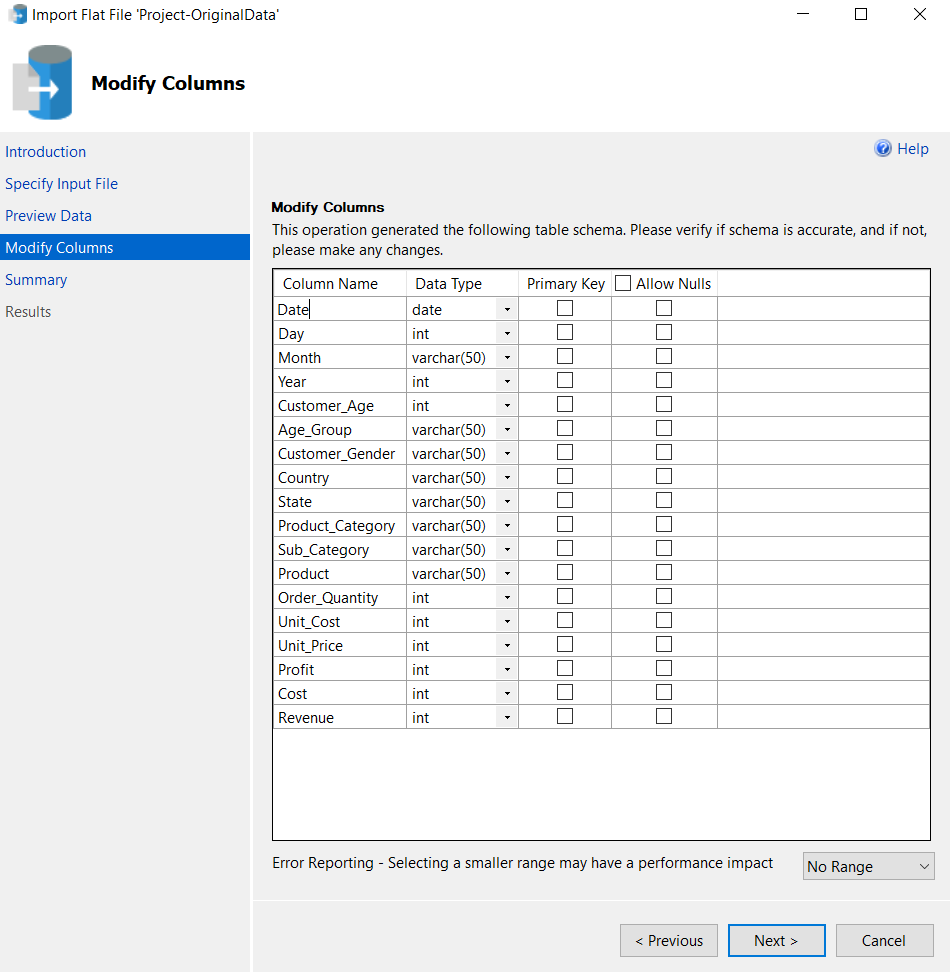 Import Flat File 'Project-OriginalData'
Modify Columns
Introduction
Specify Input File
Preview Data
Modify Columns
Summary
Results
Help
Modify Columns
This operation generated the following table schema. Please verify if schema is accurate, and if not,
please make any changes.
Column Name Data Type Primary Key Allow Nulls
Date date
Day int
Month varchar(50)
Year int
Customer_Age int
Age_Group varchar(50)
Customer_Gender varchar(50)
Country varchar(50)
State varchar(50)
Product_Category varchar(50)
Sub_Category varchar(50)
Product varchar(50)
Order_Quantity int
Unit_Cost int
Unit_Price int
Profit int
Cost int
Revenue int
Error Reporting - Selecting a smaller range may have a performance impact No Range
< Previous Next > Cancel